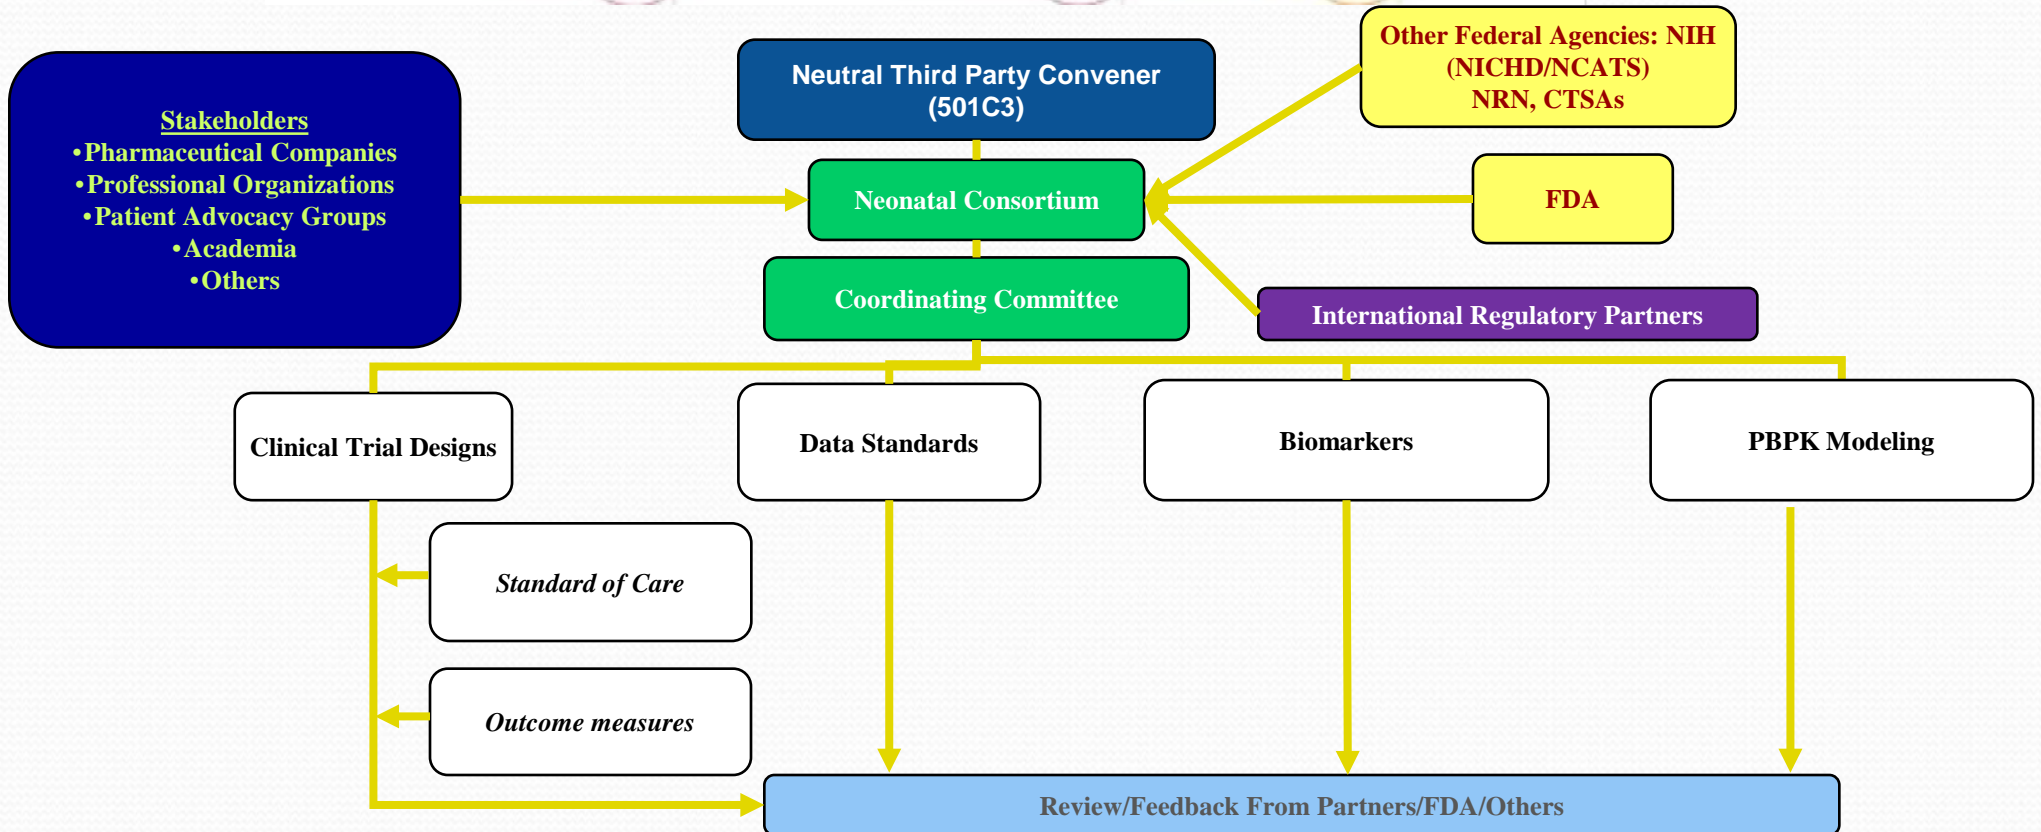 Other Federal Agencies: NIH
(NICHD/NCATS)
NRN, CTSAs
Neutral Third Party Convener
(501C3)
Stakeholders
•Pharmaceutical Companies
•Professional Organizations
•Patient Advocacy Groups
•Academia
•Others
Neonatal Consortium
FDA
Coordinating Committee
International Regulatory Partners
Clinical Trial Designs
Data Standards
Biomarkers
PBPK Modeling
Standard of Care
Outcome measures
Review/Feedback From Partners/FDA/Others